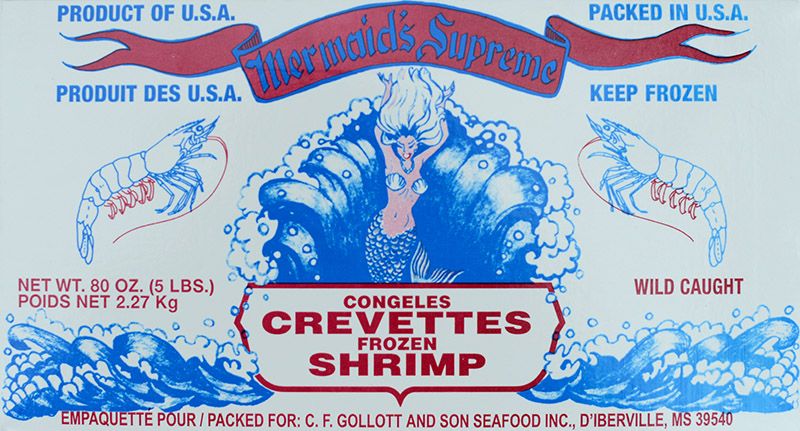 PRODUCT OF U.S.A.
Mermaid's Supreme
PACKED IN U.S.A.
PRODUIT DES U.S.A.
KEEP FROZEN
NET WT. 80 OZ. (5 LBS.)
POIDS NET 2.27 Kg
WILD CAUGHT
CONGELES
CREVETTES
FROZEN
SHRIMP
EMPAQUETTE POUR / PACKED FOR: C. F. GOLLOTT AND SON SEAFOOD INC., D'IBERVILLE, MS 39540